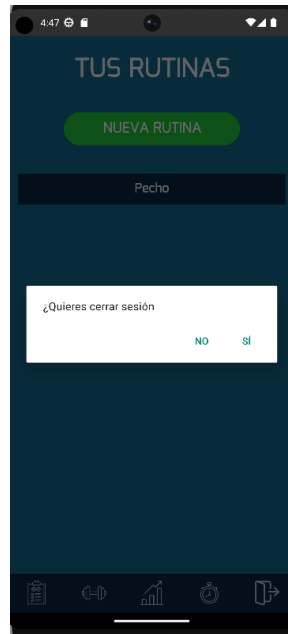 4:47
TUS RUTINAS
NUEVA RUTINA
Pecho
¿Quieres cerrar sesión
NO SÍ